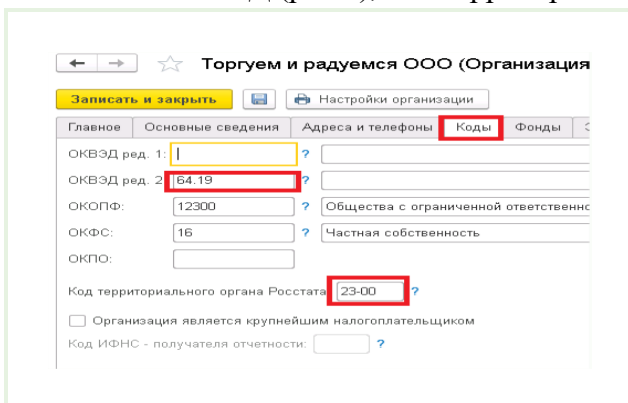 Торгуем и радуемся ООО (Организация
Записать и закрыть Настройки организации
Главное Основные сведения Адреса и телефоны Коды Фонды
ОКВЭД ред. 1: ?
ОКВЭД ред. 2 64.19 ?
ОКОПФ: 12300 ? Общества с ограниченной ответственно
ОКФС: 16 ? Частная собственность
ОКПО:
Код территориального органа Росстата 23-00 ?
Организация является крупнейшим налогоплательщиком
Код ИФНС - получателя отчетности: ?